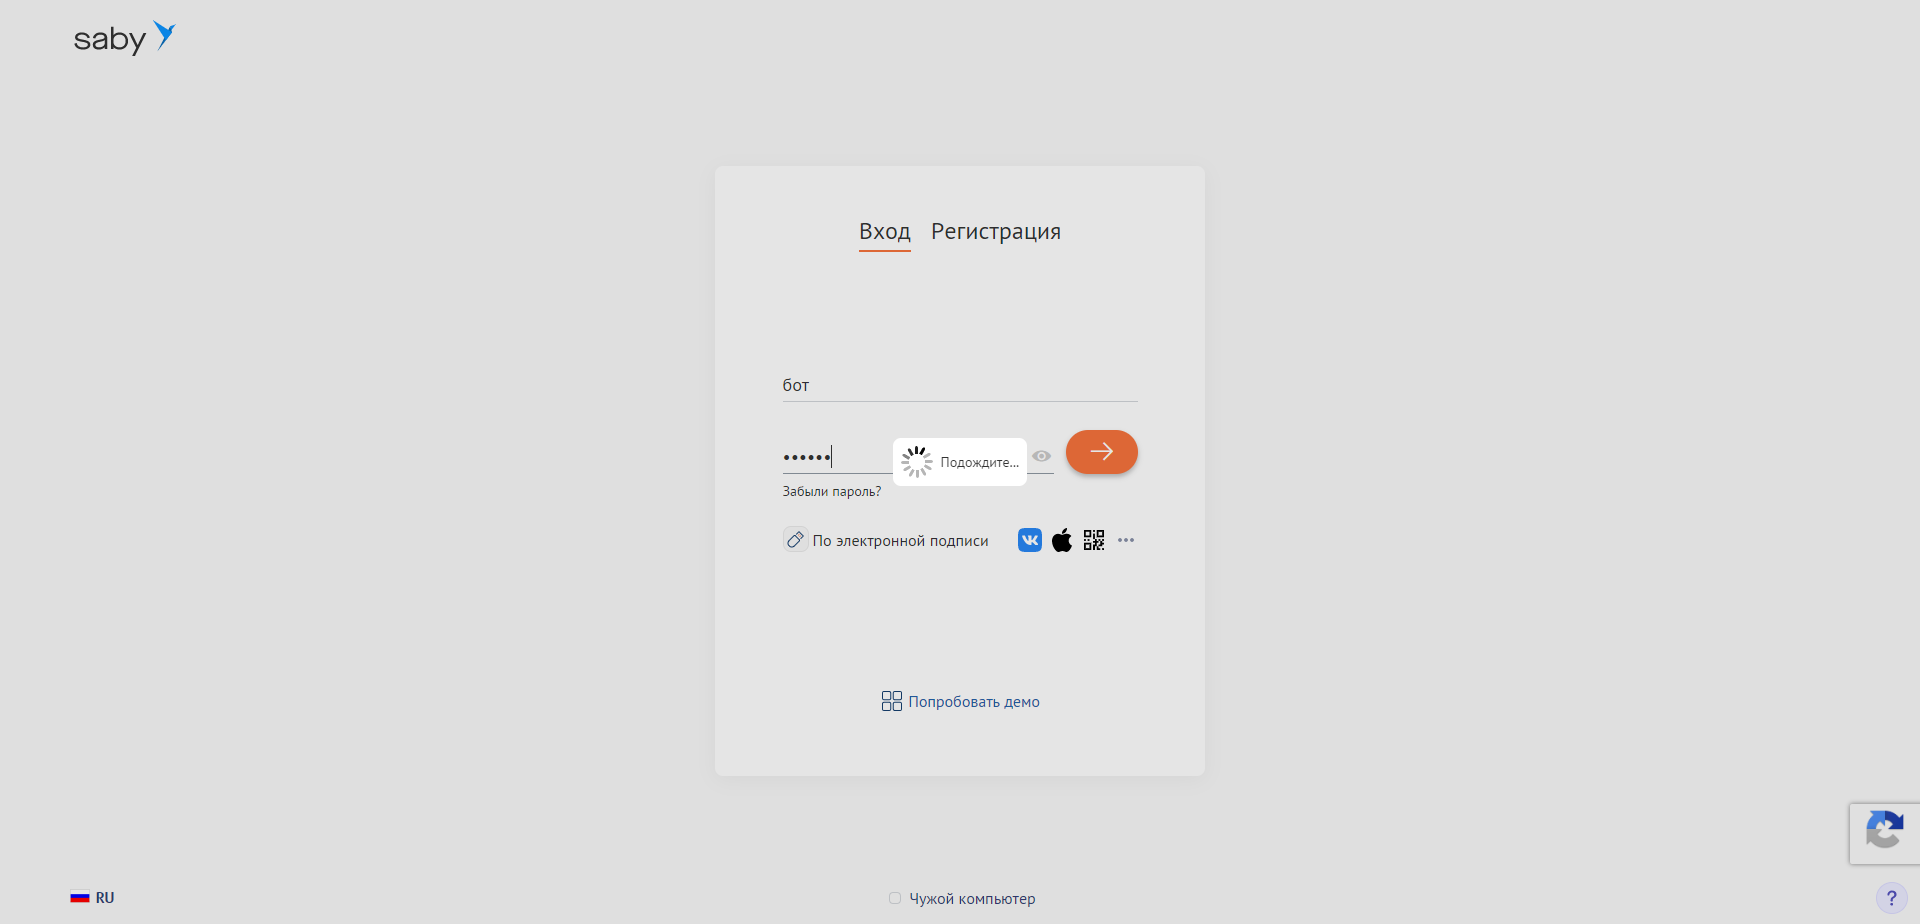 saby
Вход Регистрация
бот
••••••
Подождите...
Забыли пароль?
По электронной подписи
Попробовать демо
RU
Чужой компьютер
?